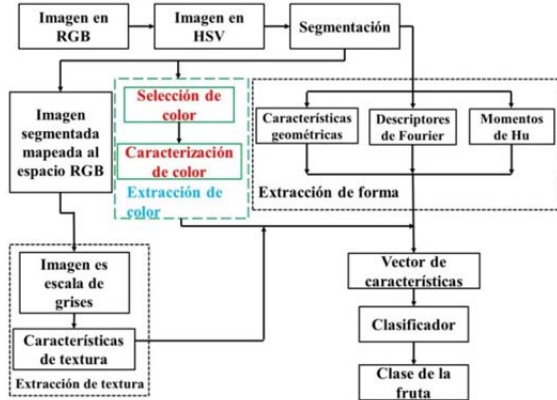 Imagen en
RGB
Imagen en
HSV
Segmentación
Imagen
segmentada
mapeada al
espacio RGB
Selección de
color
Caracterización
de color
Extracción de
color
Características
geométricas
Descriptores
de Fourier
Momentos
de Hu
Extracción de forma
Imagen es
escala de
grises
Características
de textura
Extracción de textura
Vector de
características
Clasificador
Clase de la
fruta